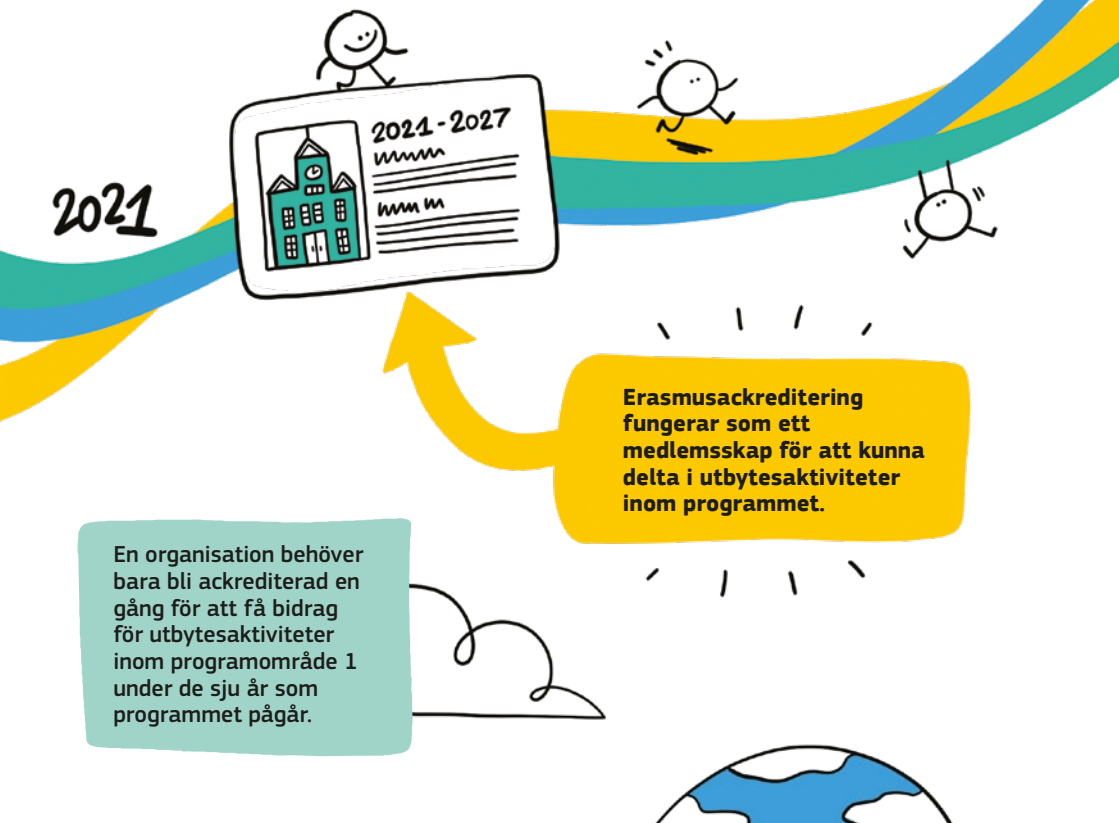 2021-2027
2021
Erasmusackreditering
fungerar som ett
medlemsskap för att kunna
delta i utbytesaktiviteter
inom programmet.
En organisation behöver
bara bli ackrediterad en
gång för att få bidrag
för utbytesaktiviteter
inom programområde 1
under de sju år som
programmet pågår.